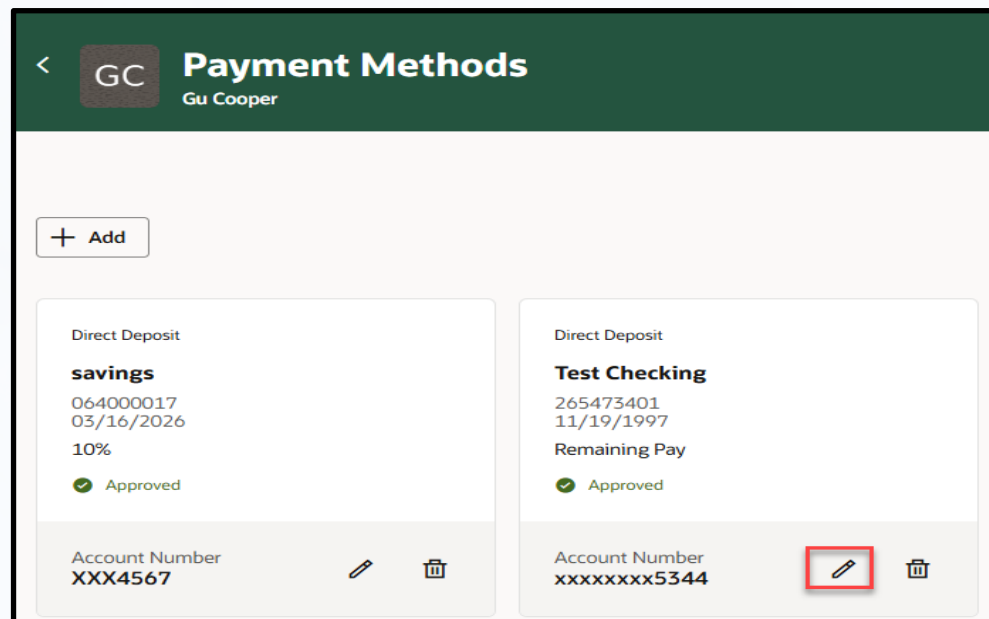 GC
Payment Methods
Gu Cooper
+ Add
Direct Deposit
savings
064000017
03/16/2026
10%
Approved
Account Number
XXX4567
Direct Deposit
Test Checking
265473401
11/19/1997
Remaining Pay
Approved
Account Number
xxxxxxxx5344